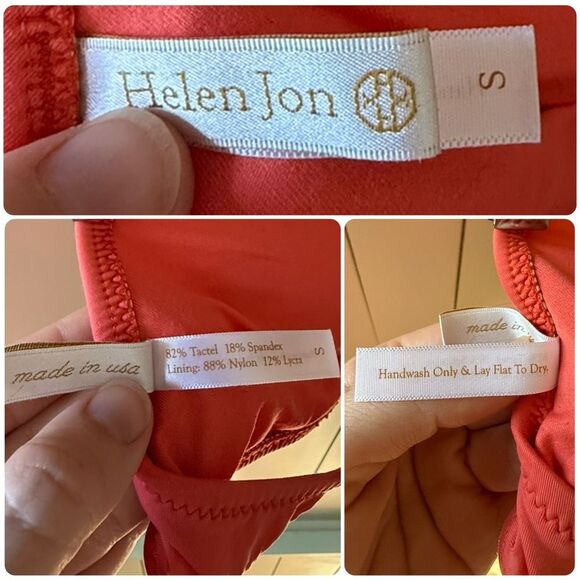 Helen Jon
S
made in usa
82% Tactel 18% Spandex
Lining: 88% Nylon 12% Lycra
S
made in
Handwash Only & Lay Flat To Dry.